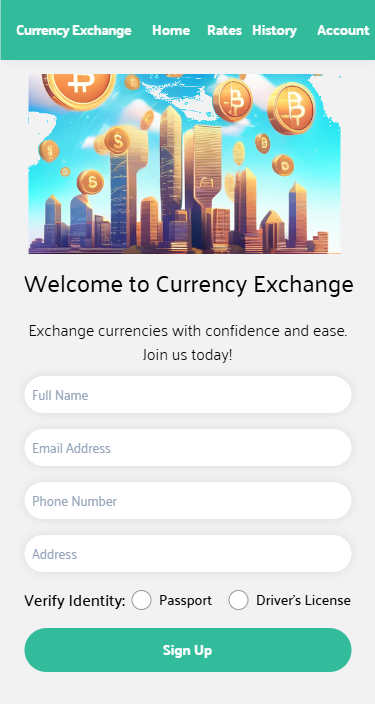 Currency Exchange Home Rates History Account
Welcome to Currency Exchange
Exchange currencies with confidence and ease.
Join us today!
Full Name
Email Address
Phone Number
Address
Verify Identity: Passport Driver's License
Sign Up